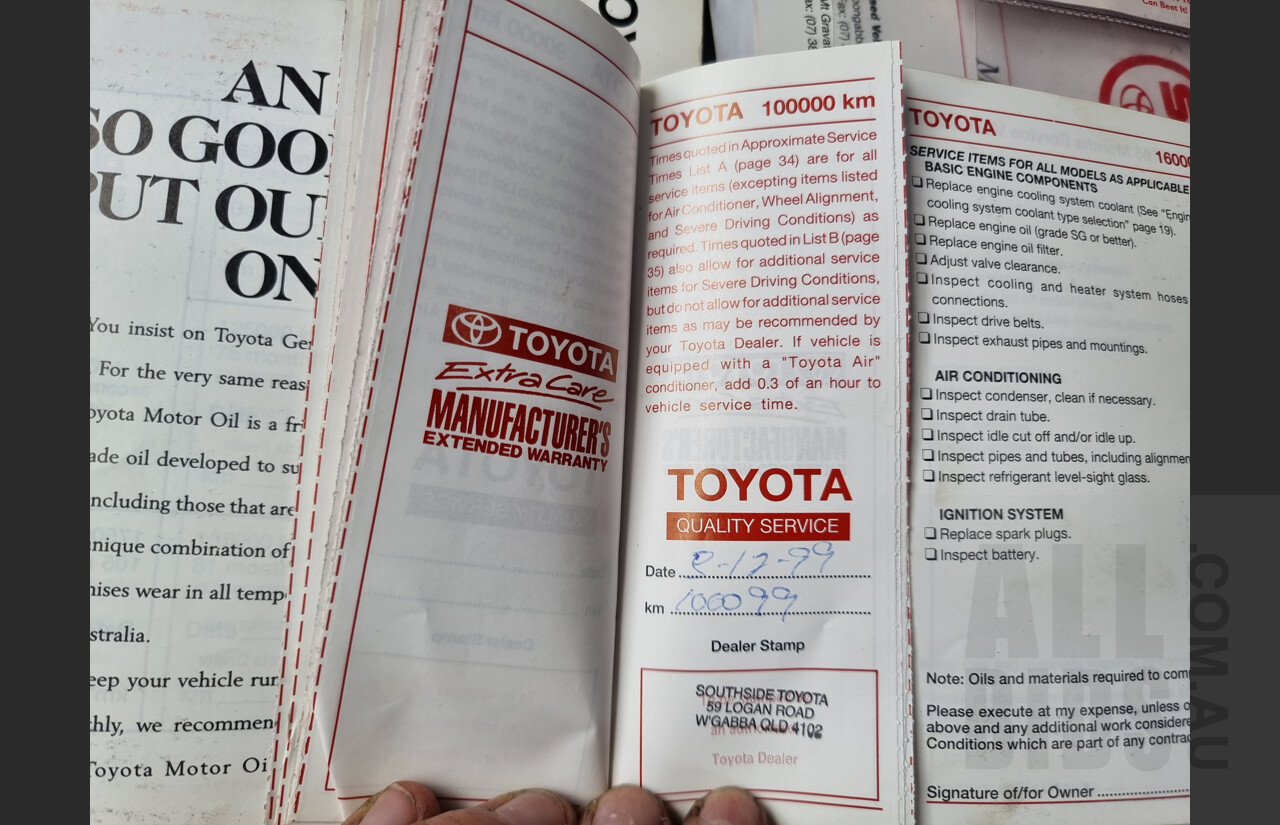 AN
SO GOO
PUT OU
ON
You insist on Toyota Ge
For the very same reas
oyota Motor Oil is a fri
ade oil developed to su
ncluding those that are
nique combination of
nises wear in all temp
stralia.
eep your vehicle run
hly, we recommen
Toyota Motor Oi
TOYOTA
Extra Care
MANUFACTURER'S
EXTENDED WARRANTY
TOYOTA 100000 km
Times quoted in Approximate Service
Times List A (page 34) are for all
service items (excepting items listed
for Air Conditioner, Wheel Alignment,
and Severe Driving Conditions) as
required. Times quoted in List B (page
35) also allow for additional service
items for Severe Driving Conditions,
but do not allow for additional service
items as may be recommended by
your Toyota Dealer. If vehicle is
equipped with a "Toyota Air"
conditioner, add 0.3 of an hour to
vehicle service time.
TOYOTA
QUALITY SERVICE
Date 2-12-99
km 100099
Dealer Stamp
SOUTHSIDE TOYOTA
59 LOGAN ROAD
W'GABBA QLD 4102
Toyota Dealer
Can Beat It!
TOYOTA
16000
SERVICE ITEMS FOR ALL MODELS AS APPLICABLE
BASIC ENGINE COMPONENTS
❏ Replace engine cooling system coolant (See "Engin
cooling system coolant type selection" page 19).
❏ Replace engine oil (grade SG or better).
❏ Replace engine oil filter.
❏ Adjust valve clearance.
❏ Inspect cooling and heater system hoses
connections.
❏ Inspect drive belts.
❏ Inspect exhaust pipes and mountings.
AIR CONDITIONING
❏ Inspect condenser, clean if necessary.
❏ Inspect drain tube.
❏ Inspect idle cut off and/or idle up.
❏ Inspect pipes and tubes, including alignmen
❏ Inspect refrigerant level-sight glass.
IGNITION SYSTEM
❏ Replace spark plugs.
❏ Inspect battery.
Note: Oils and materials required to com
Please execute at my expense, unless o
above and any additional work considere
Conditions which are part of any contrac
Signature of/for Owner
ALL
BIDS
.COM.AU